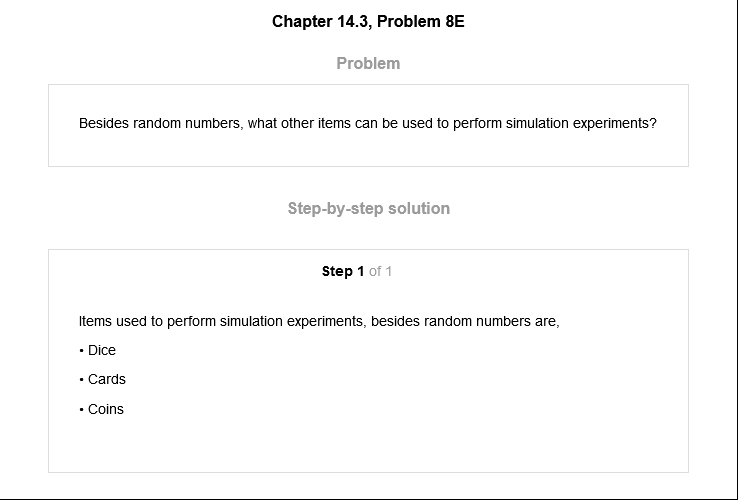 Chapter 14.3, Problem 8E
Problem
Besides random numbers, what other items can be used to perform simulation experiments?
Step-by-step solution
Step 1 of 1
Items used to perform simulation experiments, besides random numbers are,
• Dice
• Cards
• Coins